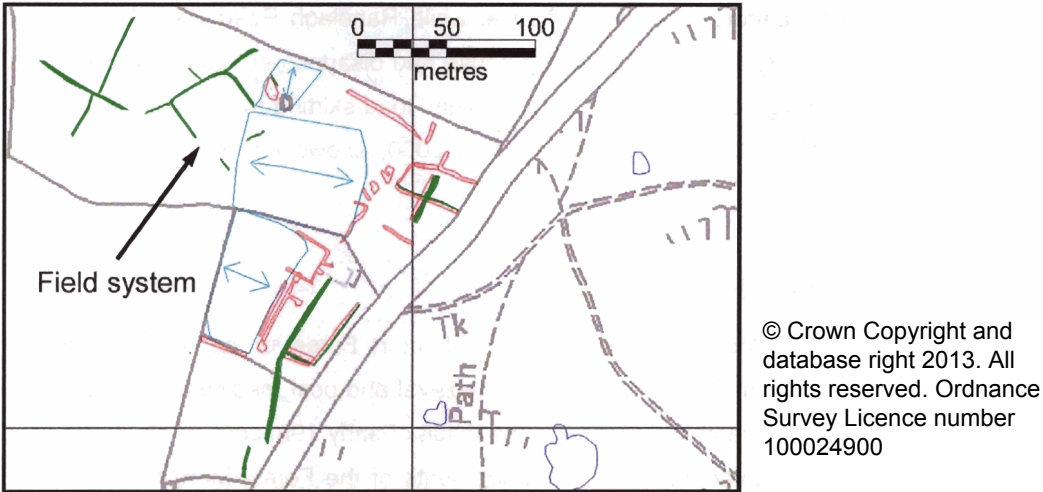 0 50 100
metres
Field system
Tk
Path
© Crown Copyright and
database right 2013. All
rights reserved. Ordnance
Survey Licence number
100024900